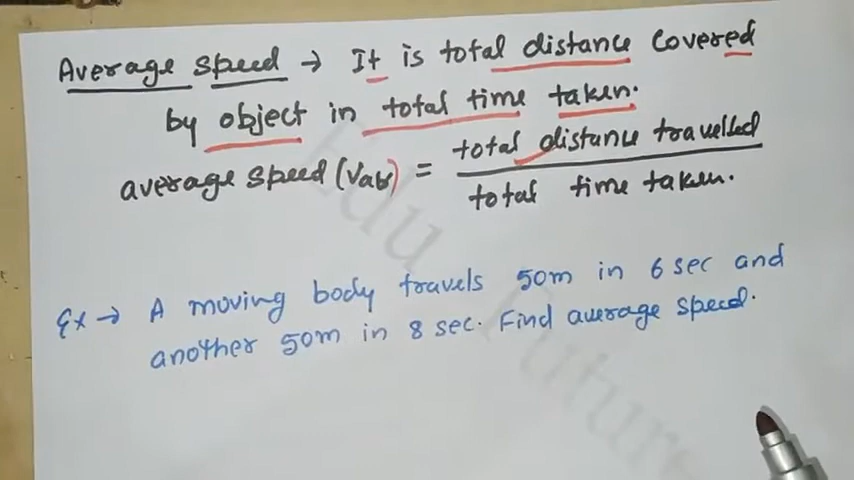 Average speed → It is total distance covered
by object in total time taken.
average speed (Vav) = total distance travelled
total time taken.
Ex → A moving body travels 50m in 6 sec and
another 50m in 8 sec. Find average speed.
Edu Future